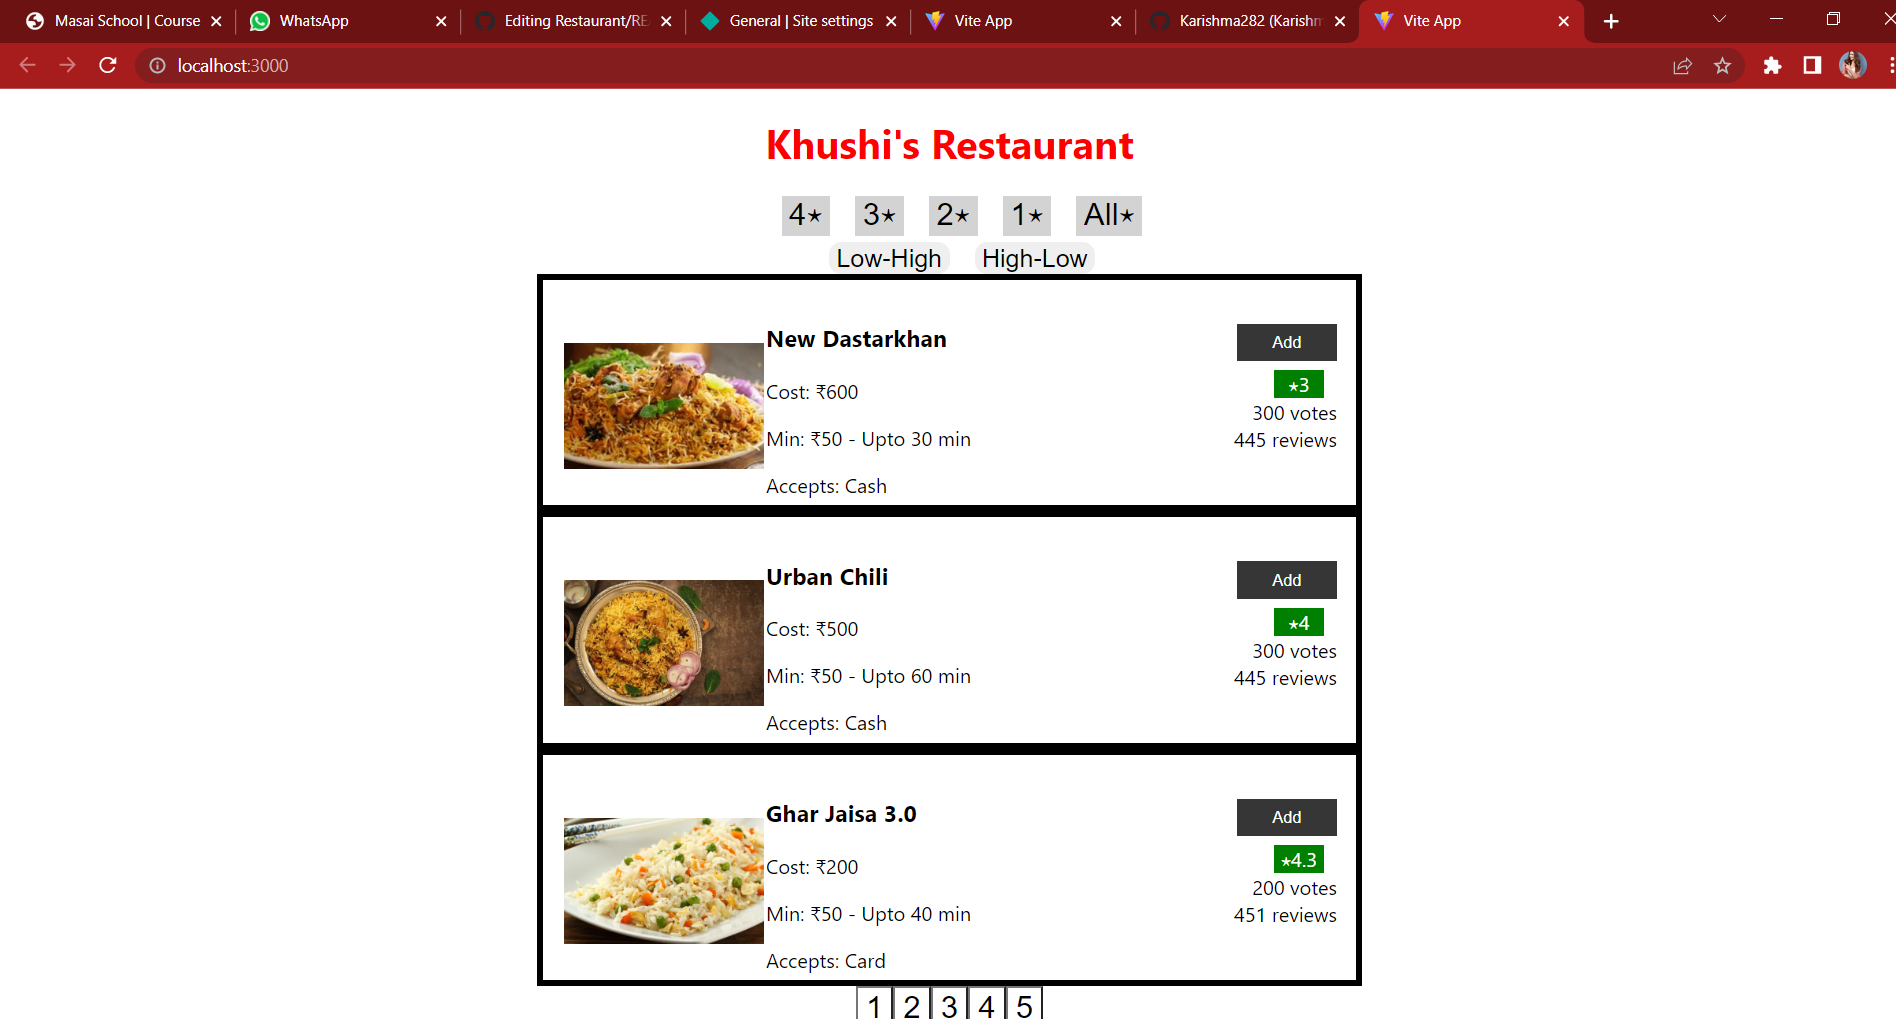 Masai School | Course
WhatsApp
Editing Restaurant/RE
General | Site settings
Vite App
Karishma282 (Karishm
Vite App
localhost:3000
Khushi's Restaurant
4⋆ 3⋆ 2⋆ 1⋆ All⋆
Low-High High-Low
New Dastarkhan
Add
⋆3
Cost: ₹600
300 votes
Min: ₹50 - Upto 30 min
445 reviews
Accepts: Cash
Urban Chili
Add
⋆4
Cost: ₹500
300 votes
Min: ₹50 - Upto 60 min
445 reviews
Accepts: Cash
Ghar Jaisa 3.0
Add
⋆4.3
Cost: ₹200
200 votes
Min: ₹50 - Upto 40 min
451 reviews
Accepts: Card
1 2 3 4 5